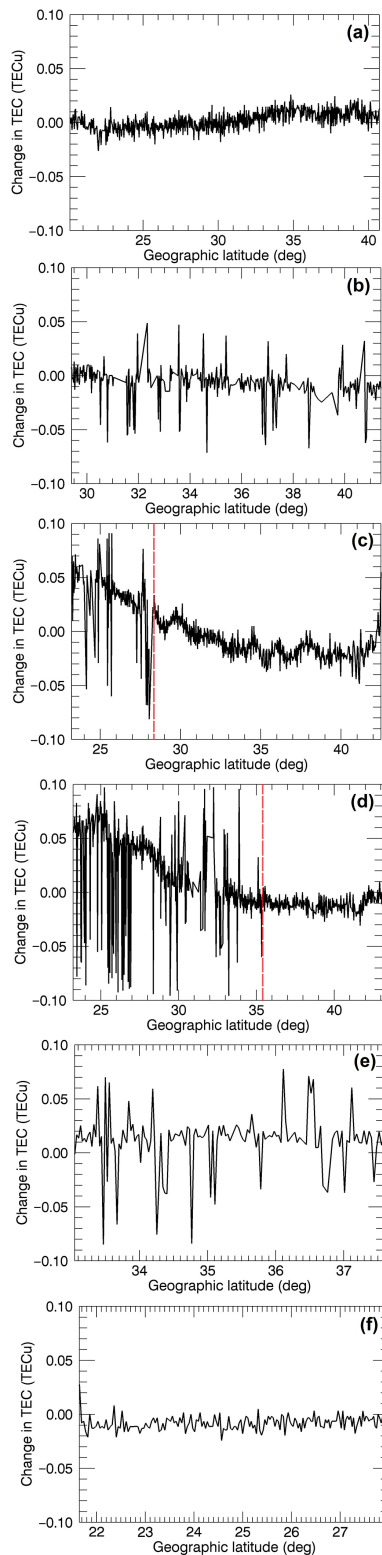 (a)
0.10
0.05
0.00
−0.05
−0.10
Change in TEC (TECu)
25 30 35 40
Geographic latitude (deg)
(b)
0.10
0.05
0.00
−0.05
−0.10
Change in TEC (TECu)
30 32 34 36 38 40
Geographic latitude (deg)
(c)
0.10
0.05
0.00
−0.05
−0.10
Change in TEC (TECu)
25 30 35 40
Geographic latitude (deg)
(d)
0.10
0.05
0.00
−0.05
−0.10
Change in TEC (TECu)
25 30 35 40
Geographic latitude (deg)
(e)
0.10
0.05
0.00
−0.05
−0.10
Change in TEC (TECu)
34 35 36 37
Geographic latitude (deg)
(f)
0.10
0.05
0.00
−0.05
−0.10
Change in TEC (TECu)
22 23 24 25 26 27
Geographic latitude (deg)